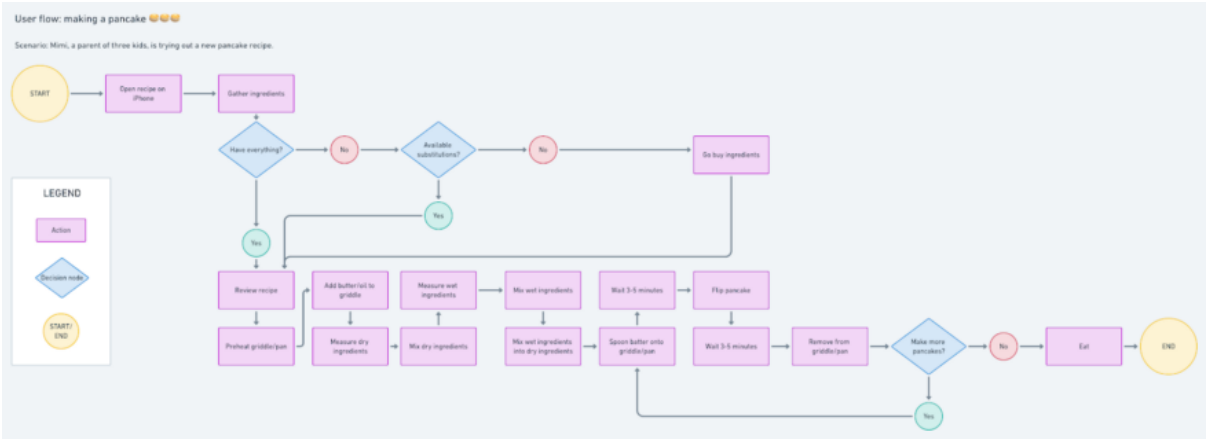 User flow: making a pancake 🥞🥞🥞
Scenario: Mimi, a parent of three kids, is trying out a new pancake recipe.
START
Open recipe on
iPhone
Gather ingredients
Have everything?
No
Available
substitutions?
No
Go buy ingredients
Yes
Yes
LEGEND
Action
Decision node
START/
END
Review recipe
Add butter/oil to
griddle
Measure wet
ingredients
Mix wet ingredients
Wait 3-5 minutes
Flip pancake
Preheat griddle/pan
Measure dry
ingredients
Mix dry ingredients
Mix wet ingredients
into dry ingredients
Spoon batter onto
griddle/pan
Wait 3-5 minutes
Remove from
griddle/pan
Make more
pancakes?
No
Eat
END
Yes